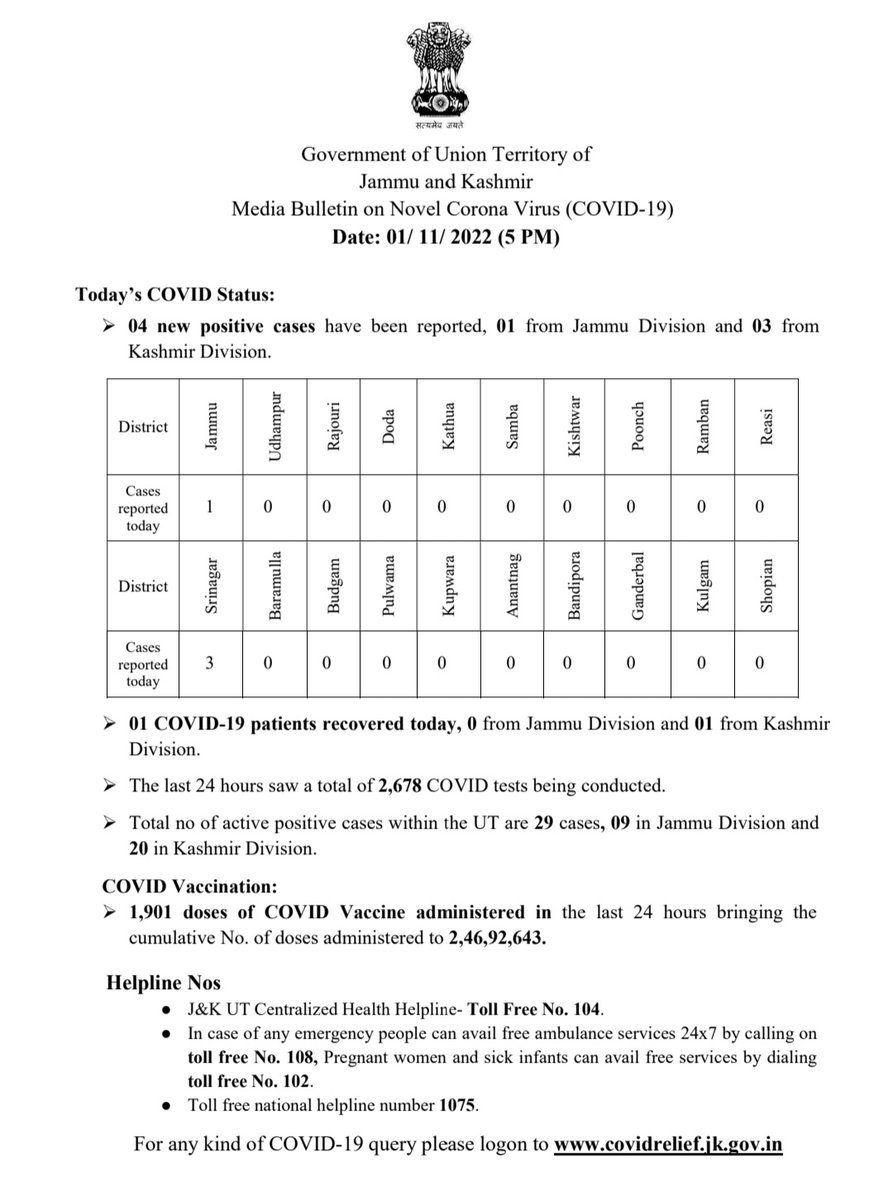 सत्यमेव जयते
Government of Union Territory of
Jammu and Kashmir
Media Bulletin on Novel Corona Virus (COVID-19)
Date: 01/ 11/ 2022 (5 PM)
Today’s COVID Status:
➢ 04 new positive cases have been reported, 01 from Jammu Division and 03 from
Kashmir Division.
District Jammu Udhampur Rajouri Doda Kathua Samba Kishtwar Poonch Ramban Reasi
Cases
reported
today
1 0 0 0 0 0 0 0 0 0
District Srinagar Baramulla Budgam Pulwama Kupwara Anantnag Bandipora Ganderbal Kulgam Shopian
Cases
reported
today
3 0 0 0 0 0 0 0 0 0
➢ 01 COVID-19 patients recovered today, 0 from Jammu Division and 01 from Kashmir
Division.
➢ The last 24 hours saw a total of 2,678 COVID tests being conducted.
➢ Total no of active positive cases within the UT are 29 cases, 09 in Jammu Division and
20 in Kashmir Division.
COVID Vaccination:
➢ 1,901 doses of COVID Vaccine administered in the last 24 hours bringing the
cumulative No. of doses administered to 2,46,92,643.
Helpline Nos
● J&K UT Centralized Health Helpline- Toll Free No. 104.
● In case of any emergency people can avail free ambulance services 24x7 by calling on
toll free No. 108, Pregnant women and sick infants can avail free services by dialing
toll free No. 102.
● Toll free national helpline number 1075.
For any kind of COVID-19 query please logon to www.covidrelief.jk.gov.in